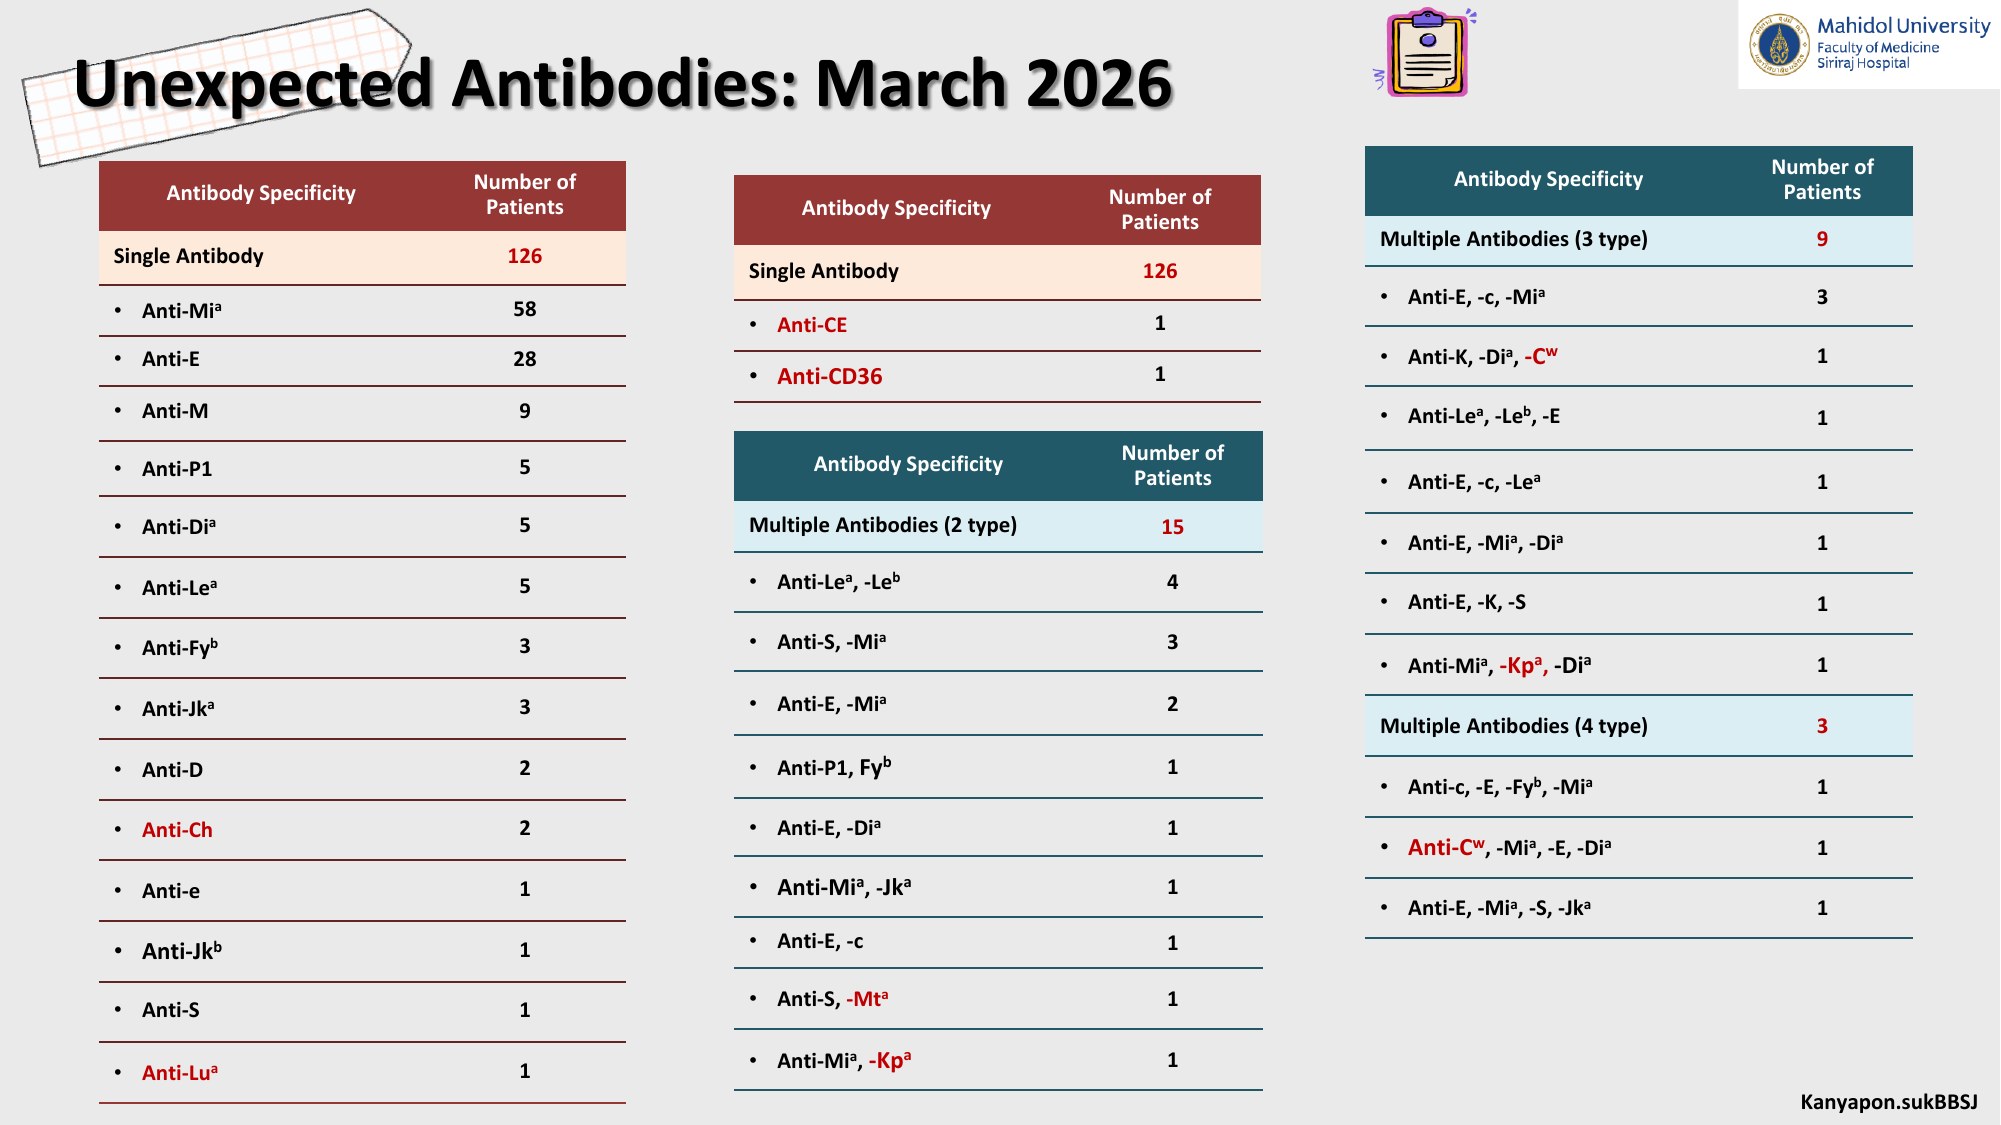 Unexpected Antibodies: March 2026
Mahidol University
Faculty of Medicine
Siriraj Hospital
Antibody Specificity Number of Patients
Single Antibody 126
• Anti-Miᵃ 58
• Anti-E 28
• Anti-M 9
• Anti-P1 5
• Anti-Diᵃ 5
• Anti-Leᵃ 5
• Anti-Fyᵇ 3
• Anti-Jkᵃ 3
• Anti-D 2
• Anti-Ch 2
• Anti-e 1
• Anti-Jkᵇ 1
• Anti-S 1
• Anti-Luᵃ 1
Antibody Specificity Number of Patients
Single Antibody 126
• Anti-CE 1
• Anti-CD36 1
Antibody Specificity Number of Patients
Multiple Antibodies (2 type) 15
• Anti-Leᵃ, -Leᵇ 4
• Anti-S, -Miᵃ 3
• Anti-E, -Miᵃ 2
• Anti-P1, Fyᵇ 1
• Anti-E, -Diᵃ 1
• Anti-Miᵃ, -Jkᵃ 1
• Anti-E, -c 1
• Anti-S, -Mtᵃ 1
• Anti-Miᵃ, -Kpᵃ 1
Antibody Specificity Number of Patients
Multiple Antibodies (3 type) 9
• Anti-E, -c, -Miᵃ 3
• Anti-K, -Diᵃ, -Cʷ 1
• Anti-Leᵃ, -Leᵇ, -E 1
• Anti-E, -c, -Leᵃ 1
• Anti-E, -Miᵃ, -Diᵃ 1
• Anti-E, -K, -S 1
• Anti-Miᵃ, -Kpᵃ, -Diᵃ 1
Multiple Antibodies (4 type) 3
• Anti-c, -E, -Fyᵇ, -Miᵃ 1
• Anti-Cʷ, -Miᵃ, -E, -Diᵃ 1
• Anti-E, -Miᵃ, -S, -Jkᵃ 1
Kanyapon.sukBBSJ